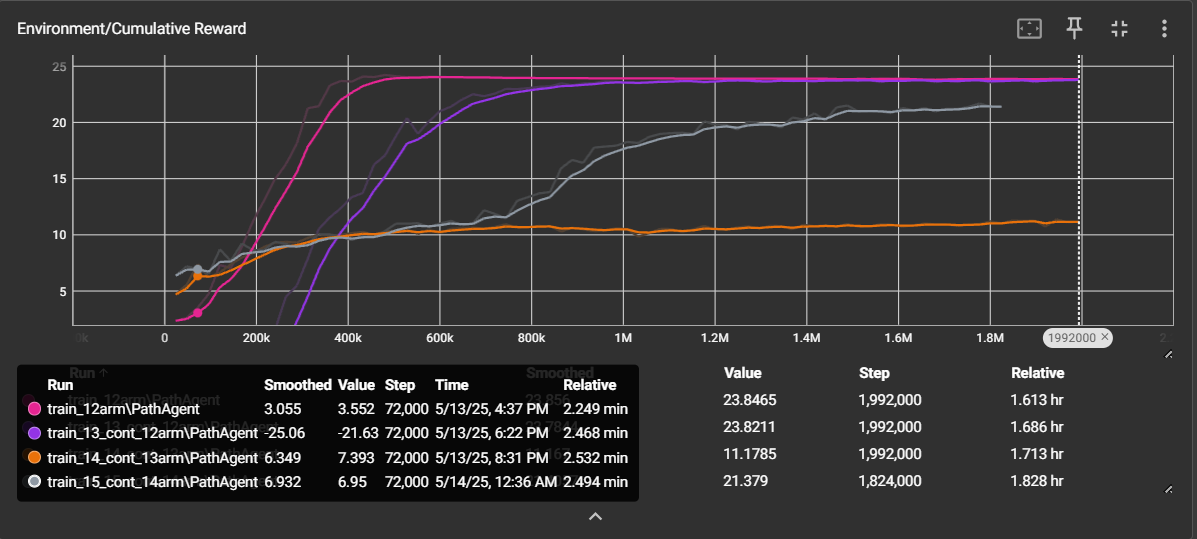 Environment/Cumulative Reward
25
20
15
10
5
0 200k 400k 600k 800k 1M 1.2M 1.4M 1.6M 1.8M 1992000 ×
Run ↑ Smoothed Value Step Relative
Run Smoothed Value Step Time Relative
train_12arm\PathAgent 3.055 3.552 72,000 5/13/25, 4:37 PM 2.249 min
train_13_cont_12arm\PathAgent -25.06 -21.63 72,000 5/13/25, 6:22 PM 2.468 min
train_14_cont_13arm\PathAgent 6.349 7.393 72,000 5/13/25, 8:31 PM 2.532 min
train_15_cont_14arm\PathAgent 6.932 6.95 72,000 5/14/25, 12:36 AM 2.494 min
23.8465 1,992,000 1.613 hr
23.8211 1,992,000 1.686 hr
11.1785 1,992,000 1.713 hr
21.379 1,824,000 1.828 hr